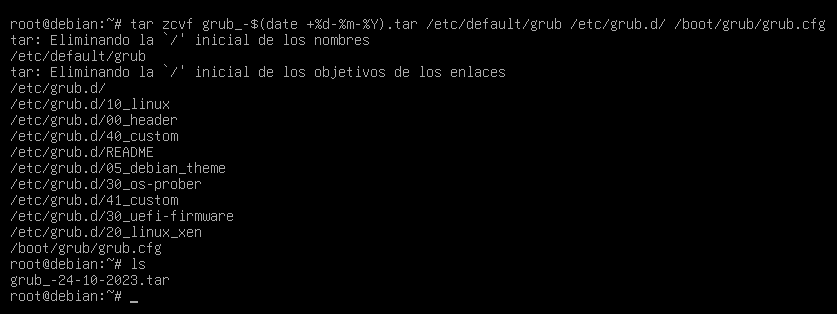 root@debian:~# tar zcvf grub_-$(date +%d-%m-%Y).tar /etc/default/grub /etc/grub.d/ /boot/grub/grub.cfg
tar: Eliminando la `/' inicial de los nombres
/etc/default/grub
tar: Eliminando la `/' inicial de los objetivos de los enlaces
/etc/grub.d/
/etc/grub.d/10_linux
/etc/grub.d/00_header
/etc/grub.d/40_custom
/etc/grub.d/README
/etc/grub.d/05_debian_theme
/etc/grub.d/30_os-prober
/etc/grub.d/41_custom
/etc/grub.d/30_uefi-firmware
/etc/grub.d/20_linux_xen
/boot/grub/grub.cfg
root@debian:~# ls
grub_-24-10-2023.tar
root@debian:~# _